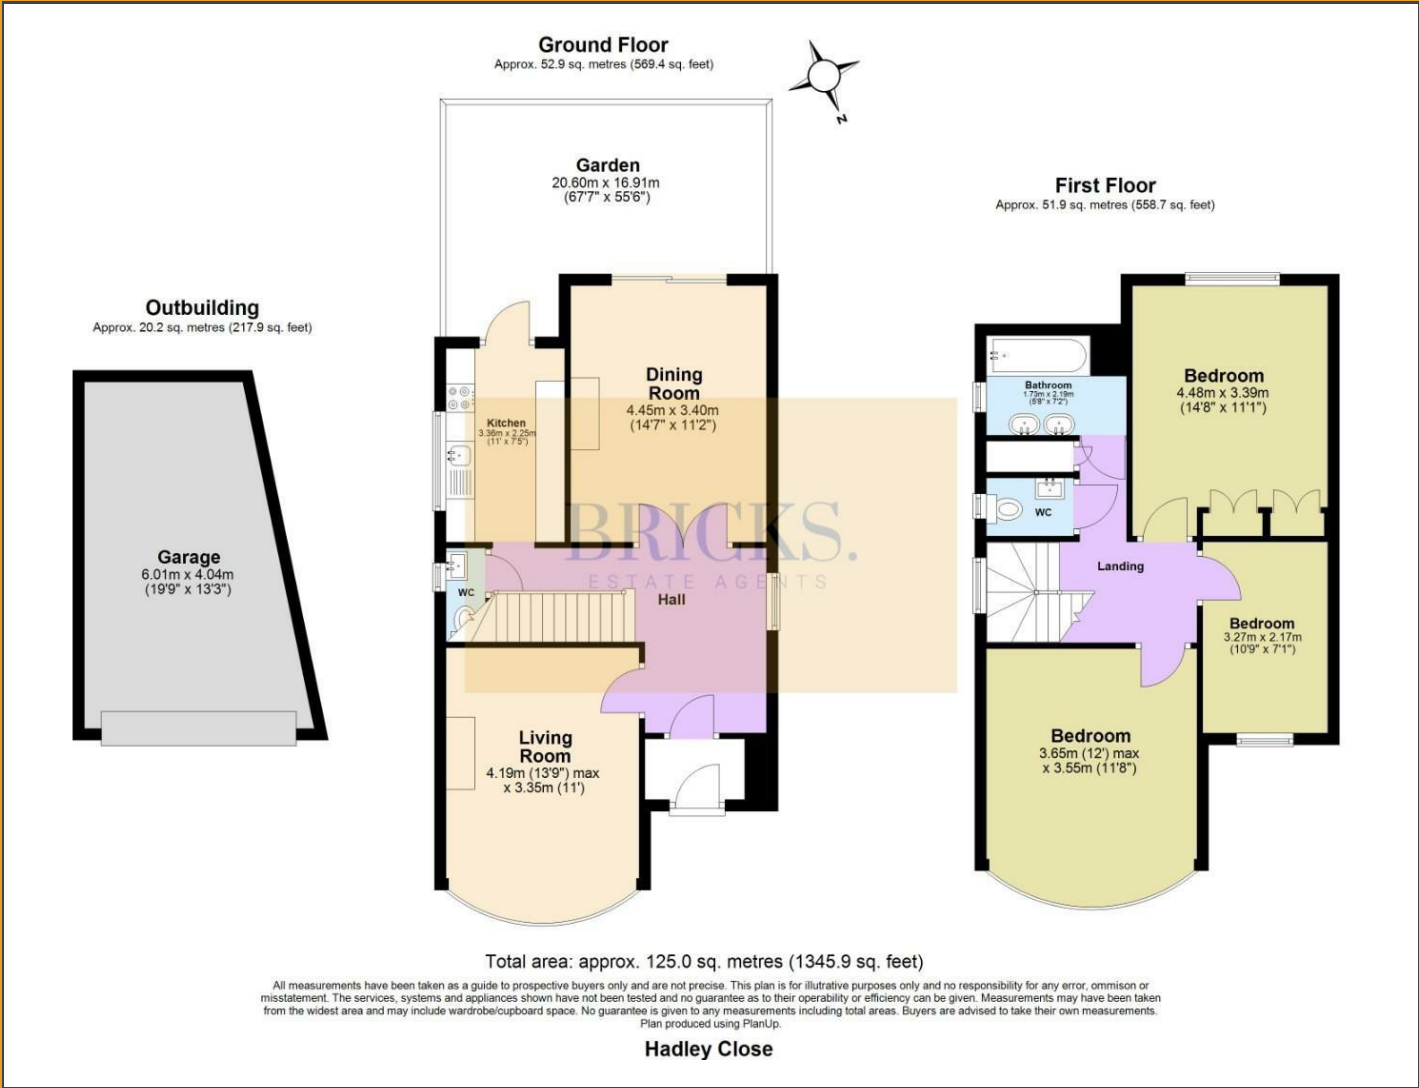 Ground Floor
Approx. 52.9 sq. metres (569.4 sq. feet)
N
Garden
20.60m x 16.91m
(67'7" x 55'6")
First Floor
Approx. 51.9 sq. metres (558.7 sq. feet)
Outbuilding
Approx. 20.2 sq. metres (217.9 sq. feet)
Garage
6.01m x 4.04m
(19'9" x 13'3")
Kitchen
3.36m x 2.25m
(11' x 7'5")
Dining
Room
4.45m x 3.40m
(14'7" x 11'2")
BRICKS.
ESTATE AGENTS
WC
Hall
Living
Room
4.19m (13'9") max
x 3.35m (11')
Bathroom
1.73m x 2.19m
(5'8" x 7'2")
Bedroom
4.48m x 3.39m
(14'8" x 11'1")
WC
Landing
Bedroom
3.27m x 2.17m
(10'9" x 7'1")
Bedroom
3.65m (12') max
x 3.55m (11'8")
Total area: approx. 125.0 sq. metres (1345.9 sq. feet)
All measurements have been taken as a guide to prospective buyers only and are not precise. This plan is for illutrative purposes only and no responsibility for any error, ommison or
misstatement. The services, systems and appliances shown have not been tested and no guarantee as to their operability or efficiency can be given. Measurements may have been taken
from the widest area and may include wardrobe/cupboard space. No guarantee is given to any measurements including total areas. Buyers are advised to take their own measurements.
Plan produced using PlanUp.
Hadley Close